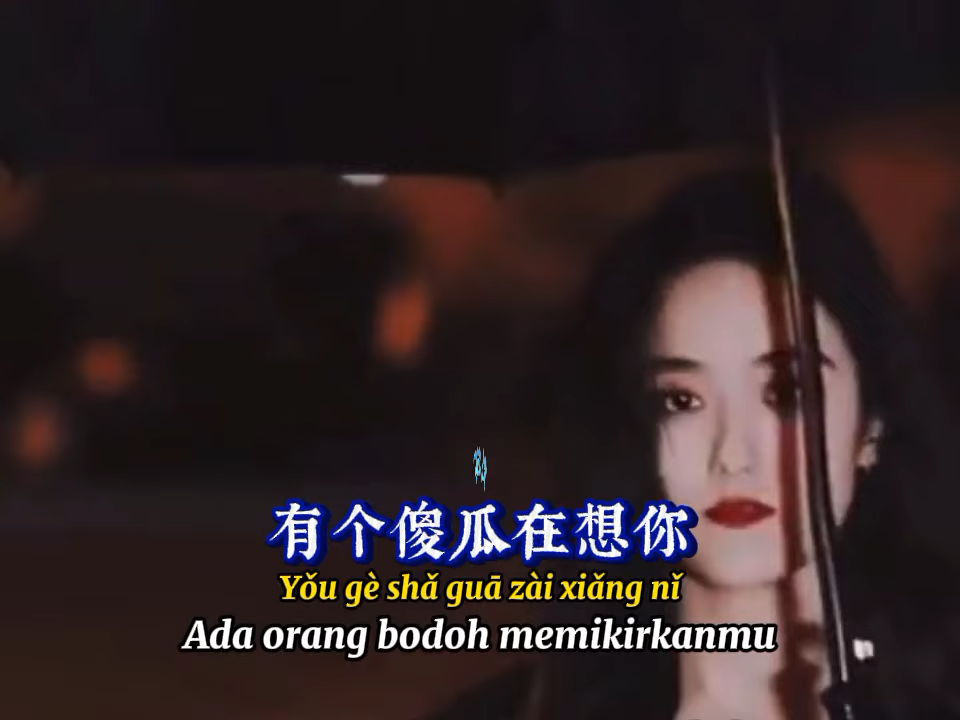 有个傻瓜在想你
Yǒu gè shǎ guā zài xiǎng nǐ
Ada orang bodoh memikirkanmu